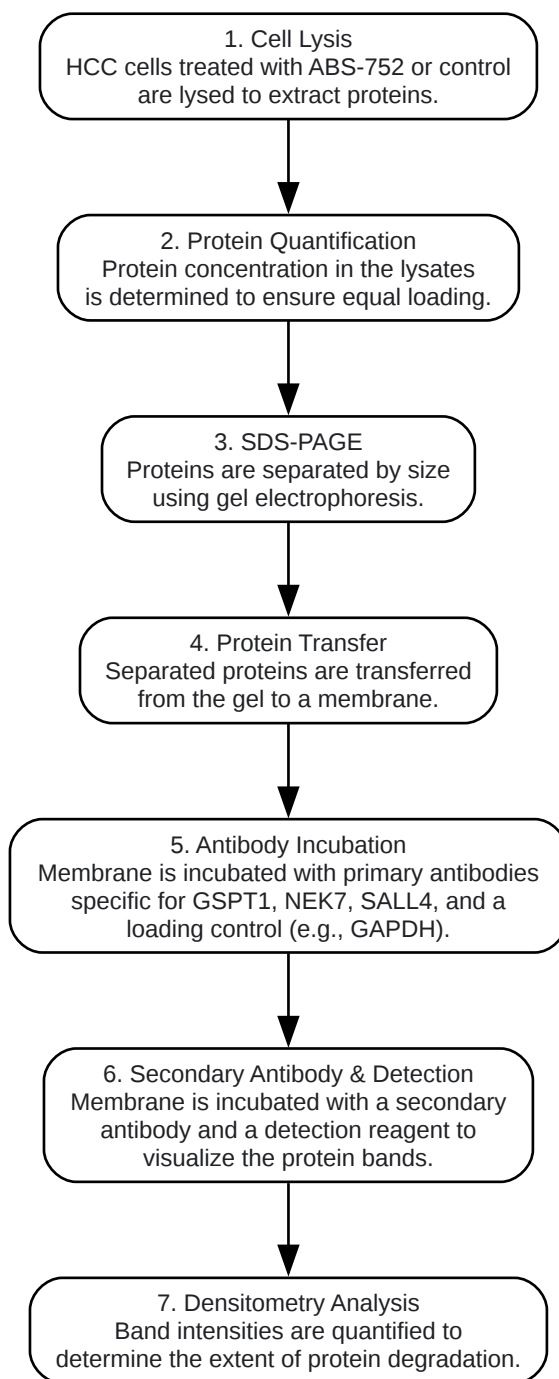 1. Cell Lysis
HCC cells treated with ABS-752 or control
are lysed to extract proteins.
2. Protein Quantification
Protein concentration in the lysates
is determined to ensure equal loading.
3. SDS-PAGE
Proteins are separated by size
using gel electrophoresis.
4. Protein Transfer
Separated proteins are transferred
from the gel to a membrane.
5. Antibody Incubation
Membrane is incubated with primary antibodies
specific for GSPT1, NEK7, SALL4, and a
loading control (e.g., GAPDH).
6. Secondary Antibody & Detection
Membrane is incubated with a secondary
antibody and a detection reagent to
visualize the protein bands.
7. Densitometry Analysis
Band intensities are quantified to
determine the extent of protein degradation.